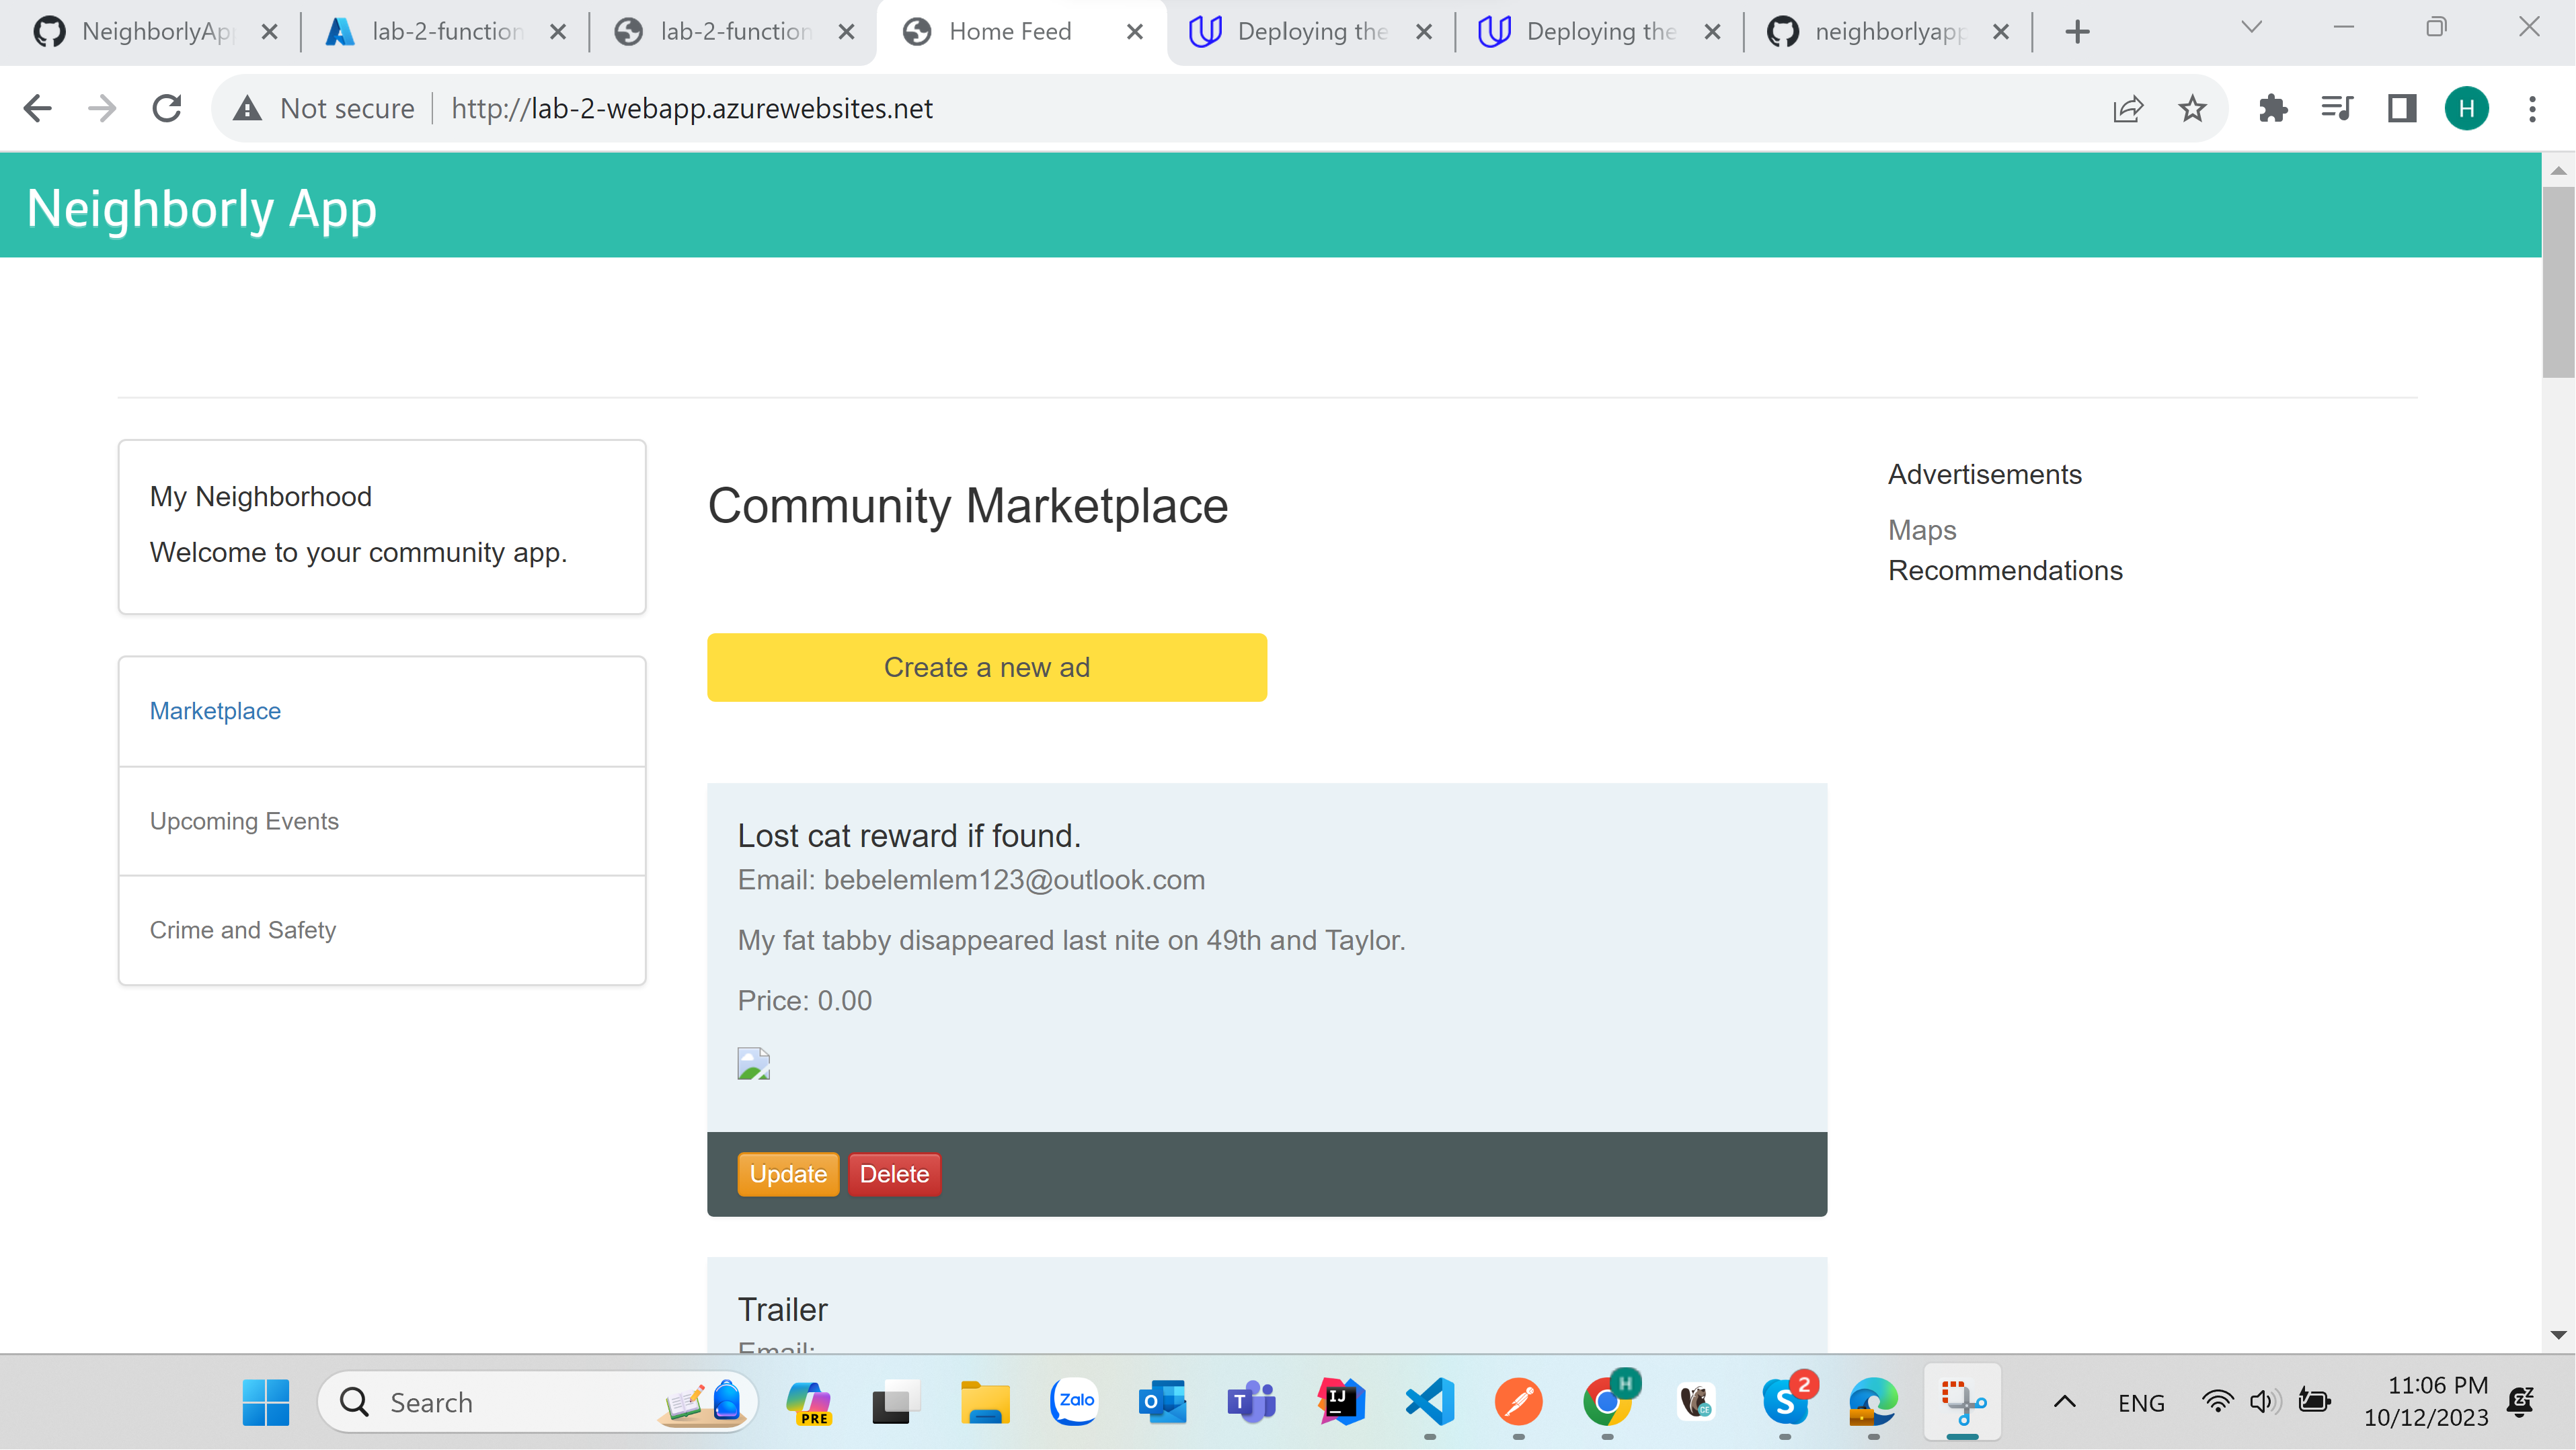 NeighborlyAp
lab-2-function
lab-2-function
Home Feed
Deploying the
Deploying the
neighborlyapp
Not secure
http://lab-2-webapp.azurewebsites.net
H
Neighborly App
My Neighborhood
Welcome to your community app.
Marketplace
Upcoming Events
Crime and Safety
Community Marketplace
Create a new ad
Lost cat reward if found.
Email: bebelemlem123@outlook.com
My fat tabby disappeared last nite on 49th and Taylor.
Price: 0.00
Update Delete
Trailer
Email:
Advertisements
Maps
Recommendations
Search
PRE
Zalo
O
T
IJ
H
CE
S
2
ENG
11:06 PM
10/12/2023